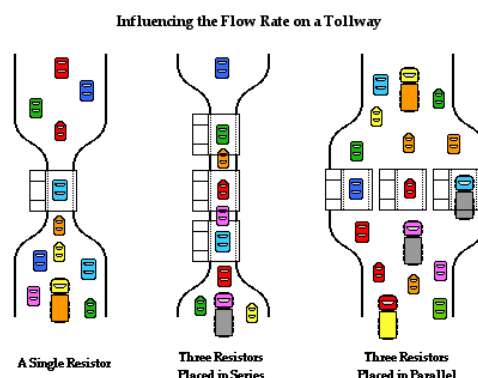 Influencing the Flow Rate on a Tollway
A Single Resistor
Three Resistors
Placed in Series
Three Resistors
Placed in Parallel